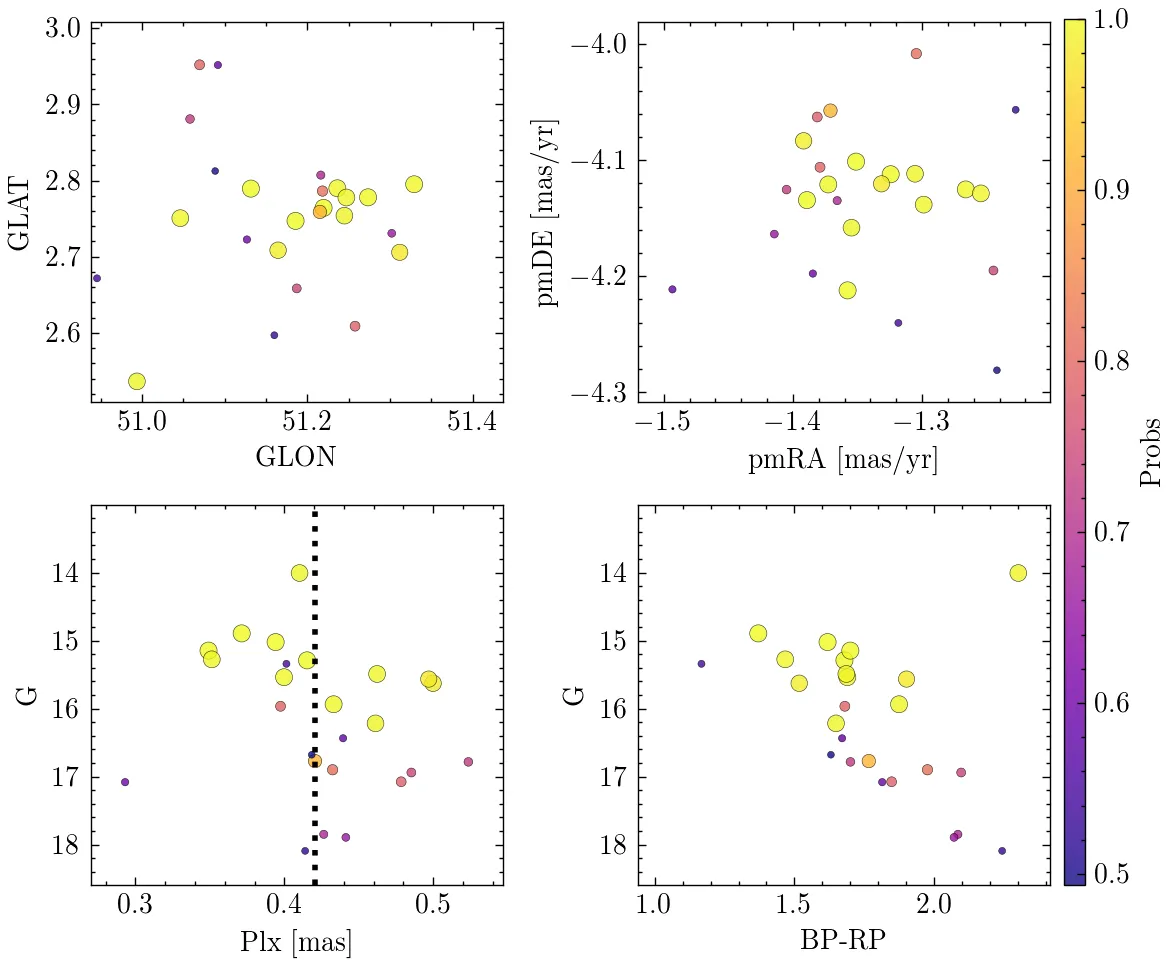 3.0
2.9
2.8
2.7
2.6
GLAT
51.0 51.2 51.4
GLON
−4.0
−4.1
−4.2
−4.3
pmDE [mas/yr]
−1.5 −1.4 −1.3
pmRA [mas/yr]
14
15
16
17
18
G
0.3 0.4 0.5
Plx [mas]
14
15
16
17
18
G
1.0 1.5 2.0
BP-RP
1.0
0.9
0.8
0.7
0.6
0.5
Probs